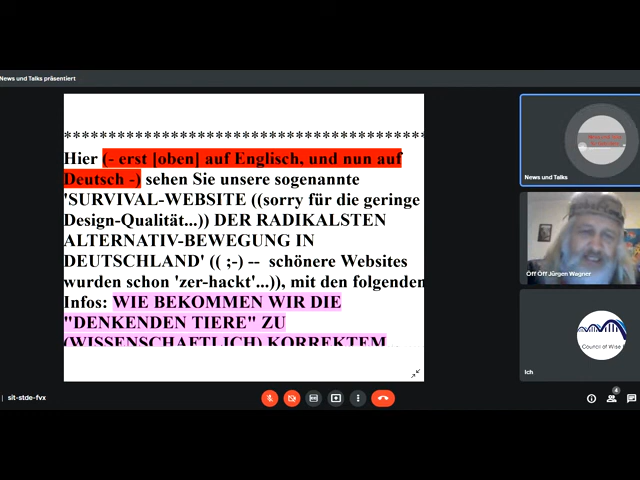 News und Talks präsentiert
****************************************
Hier (- erst [oben] auf Englisch, und nun auf
Deutsch -) sehen Sie unsere sogenannte
'SURVIVAL-WEBSITE ((sorry für die geringe
Design-Qualität...)) DER RADIKALSTEN
ALTERNATIV-BEWEGUNG IN
DEUTSCHLAND' (( ;-) -- schönere Websites
wurden schon 'zer-hackt'...)), mit den folgenden
Infos: WIE BEKOMMEN WIR DIE
"DENKENDEN TIERE" ZU
(WISSENSCHAFTLICH) KORREKTEM
News und Talks
Öff Öff Jürgen Wagner
Council of Wise
Ich
sit-stde-fvx
4